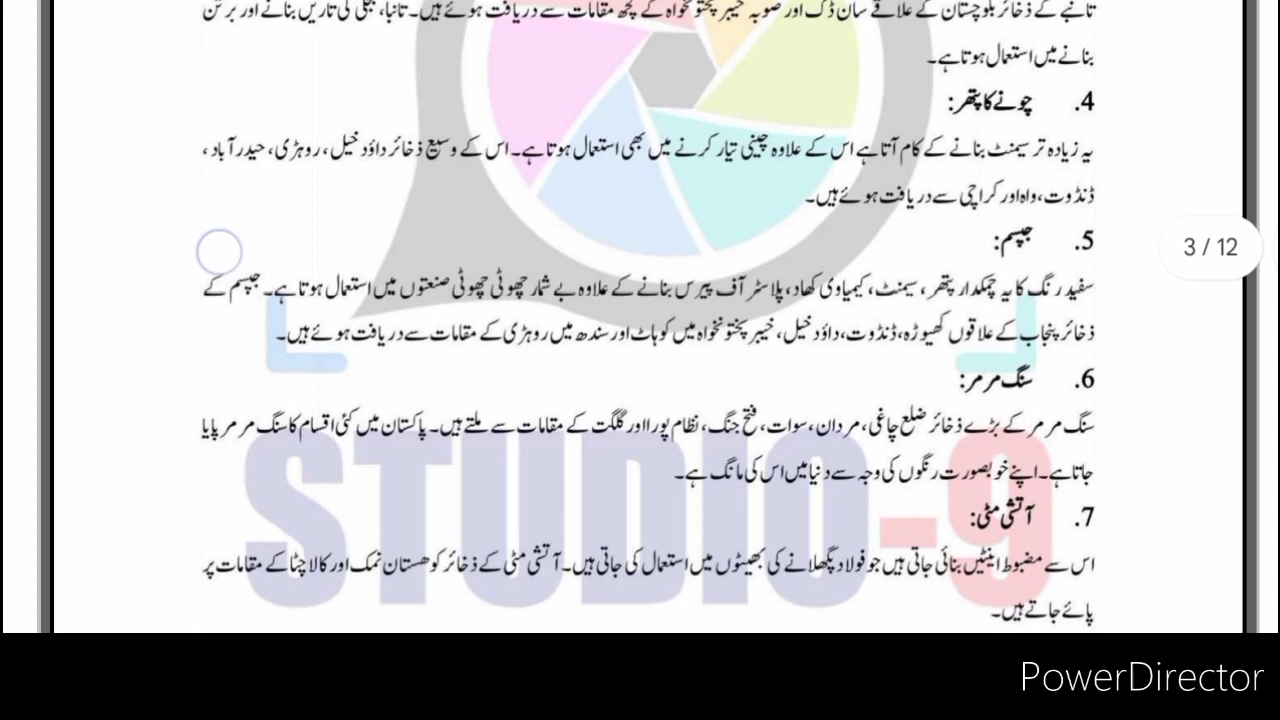 تانبے کے ذخائر بلوچستان کے علاقے سان ڈک اور صوبہ خیبر پختونخواہ کے کچھ مقامات سے دریافت ہوئے ہیں۔ تانبا، بجلی کی تاریں بنانے اور برتن
بنانے میں استعمال ہوتا ہے۔
4. چونے کا پتھر:
یہ زیادہ تر سیمنٹ بنانے کے کام آتا ہے اس کے علاوہ چینی تیار کرنے میں بھی استعمال ہوتا ہے۔ اس کے وسیع ذخائر داؤد خیل، روہڑی، حیدر آباد،
ڈنڈوت، واہ اور کراچی سے دریافت ہوئے ہیں۔
5. جپسم:
3 / 12
سفید رنگ کا یہ چمکدار پتھر، سیمنٹ، کیمیاوی کھاد، پلاسٹر آف پیرس بنانے کے علاوہ بے شمار چھوٹی چھوٹی صنعتوں میں استعمال ہوتا ہے۔ جپسم کے
ذخائر پنجاب کے علاقوں کھیوڑہ، ڈنڈوت، داؤد خیل، خیبر پختونخواہ میں کوہاٹ اور سندھ میں روہڑی کے مقامات سے دریافت ہوئے ہیں۔
6. سنگ مرمر:
سنگ مرمر کے بڑے ذخائر ضلع چاغی، مردان، سوات، فتح جنگ، نظام پورا اور گلگت کے مقامات سے ملتے ہیں۔ پاکستان میں کئی اقسام کا سنگ مرمر پایا
جاتا ہے۔ اپنے خوبصورت رنگوں کی وجہ سے دنیا میں اس کی مانگ ہے۔
7. آتشی مٹی:
اس سے مضبوط اینٹیں بنائی جاتی ہیں جو فولاد پگھلانے کی بھیٹوں میں استعمال کی جاتی ہیں۔ آتشی مٹی کے ذخائر کوھستان نمک اور کالا چٹا کے مقامات پر
پائے جاتے ہیں۔
STUDIO-9
PowerDirector